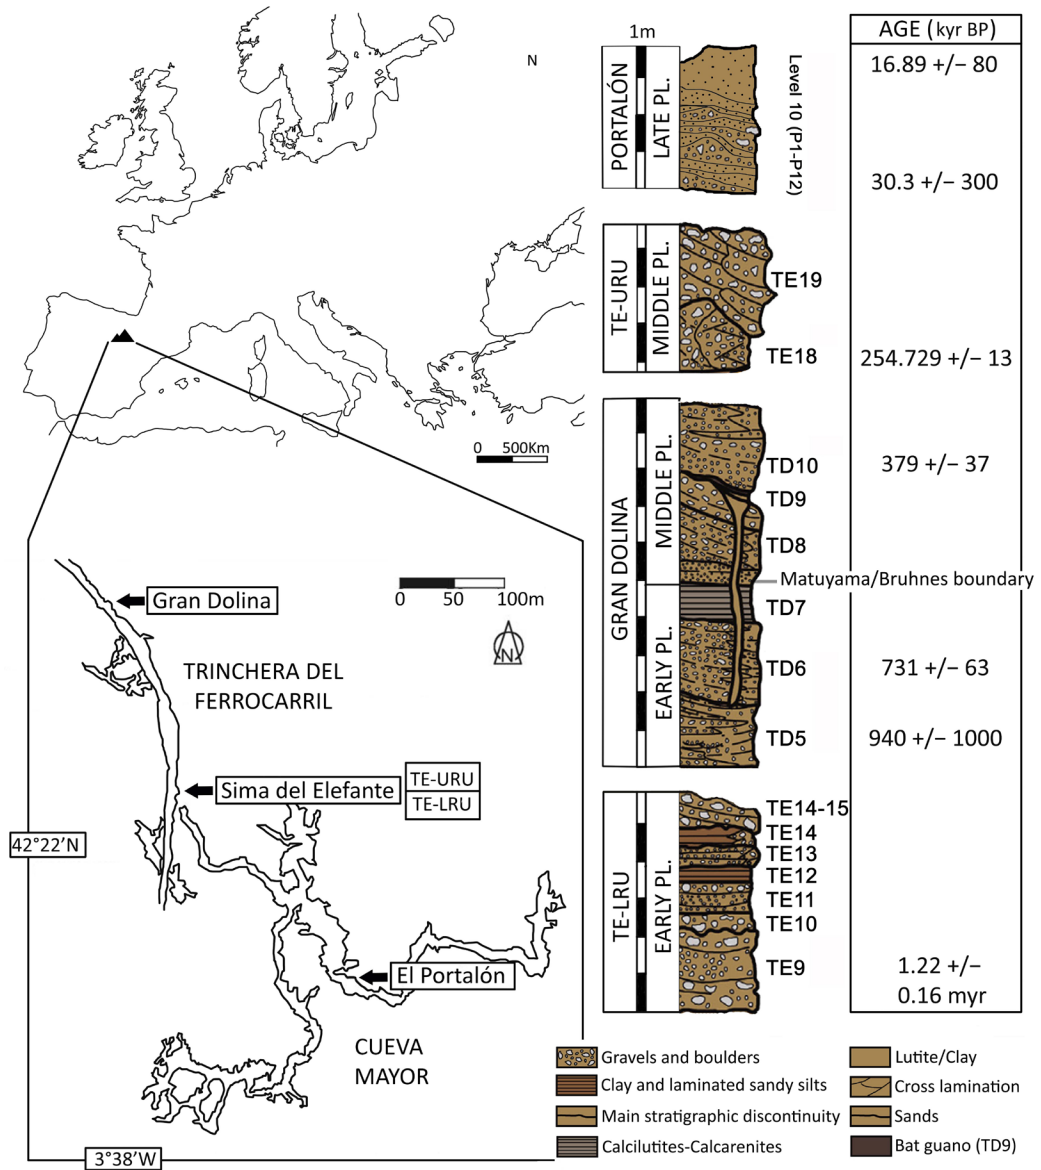 N
0 500Km
Gran Dolina
TRINCHERA DEL
FERROCARRIL
0 50 100m
N
Sima del Elefante
TE-URU
TE-LRU
42°22'N
El Portalón
CUEVA
MAYOR
3°38'W
1m
PORTALÓN
LATE PL.
Level 10 (P1-P12)
TE-URU
MIDDLE PL.
TE19
TE18
GRAN DOLINA
MIDDLE PL.
EARLY PL.
TD10
TD9
TD8
Matuyama/Bruhnes boundary
TD7
TD6
TD5
TE-LRU
EARLY PL.
TE14-15
TE14
TE13
TE12
TE11
TE10
TE9
AGE (kyr BP)
16.89 +/− 80
30.3 +/− 300
254.729 +/− 13
379 +/− 37
731 +/− 63
940 +/− 1000
1.22 +/−
0.16 myr
Gravels and boulders
Clay and laminated sandy silts
Main stratigraphic discontinuity
Calcilutites-Calcarenites
Lutite/Clay
Cross lamination
Sands
Bat guano (TD9)